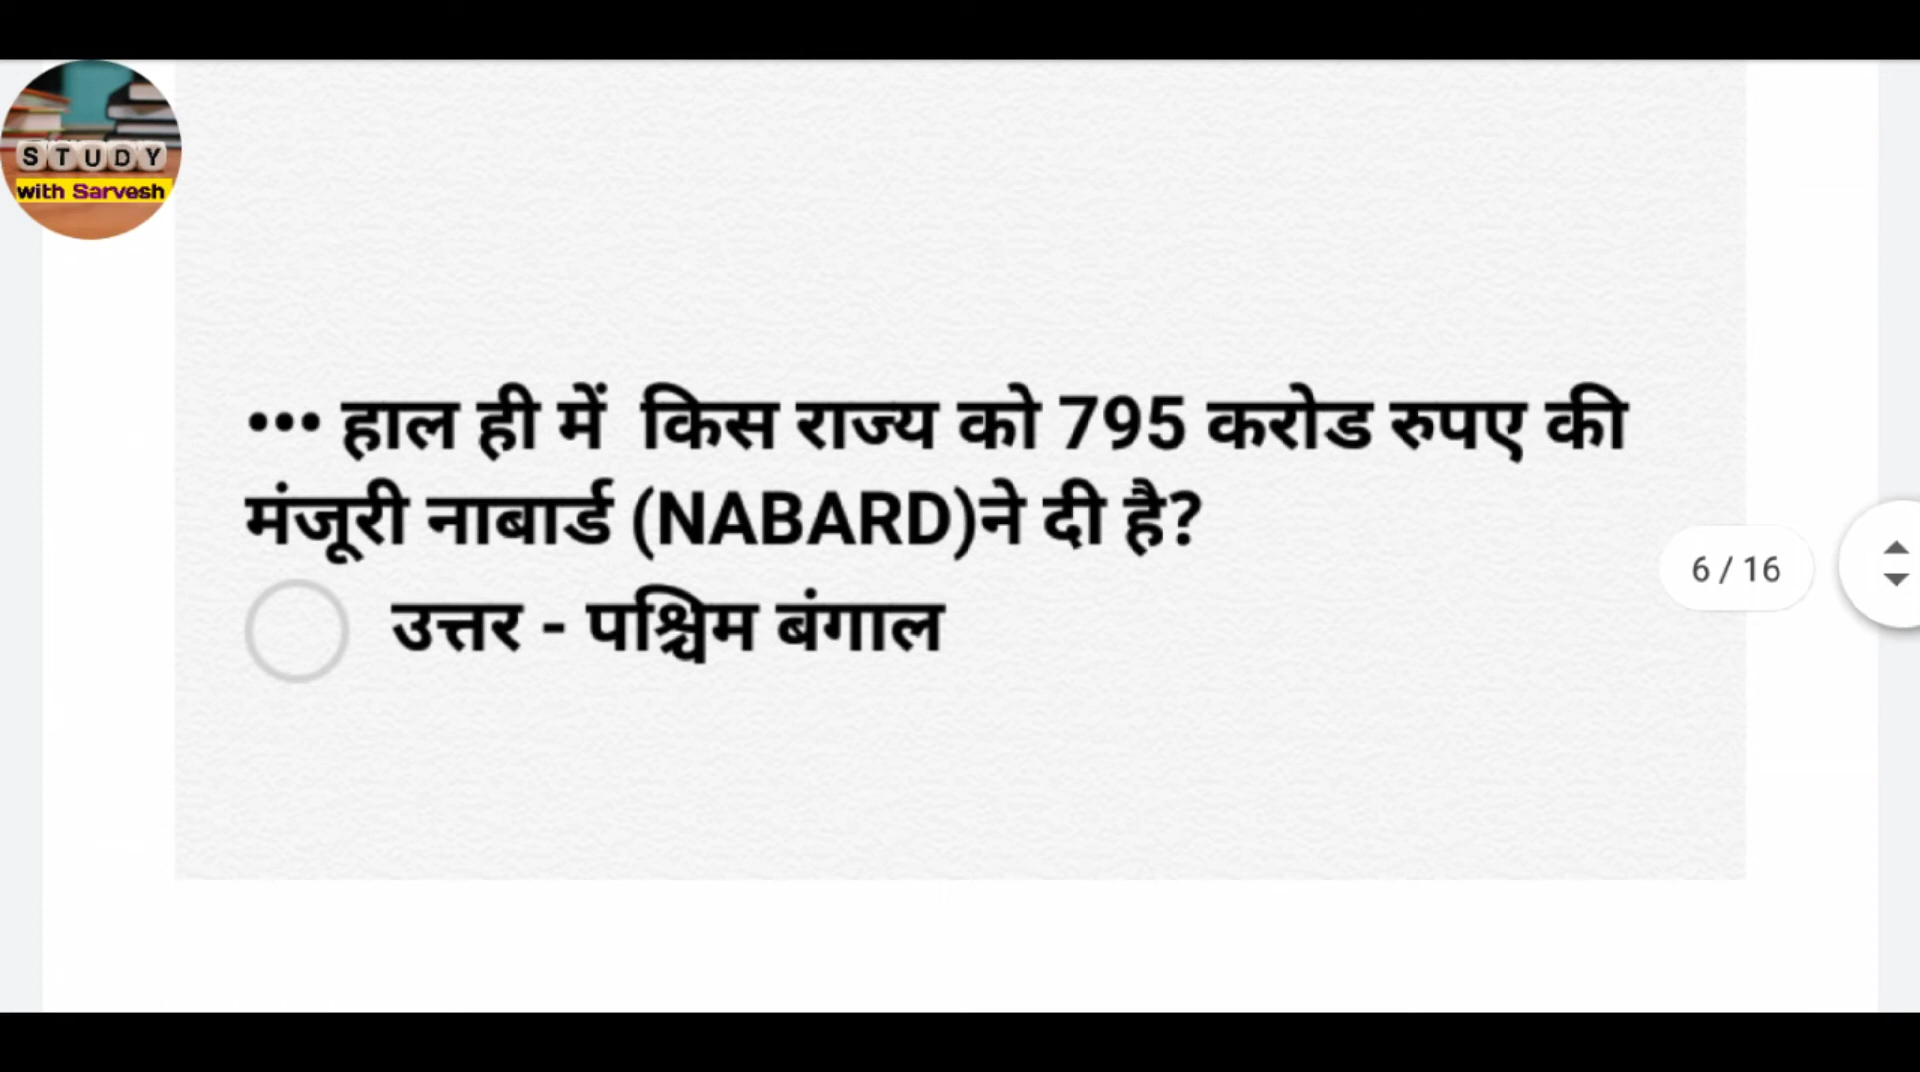 STUDY
with Sarvesh
••• हाल ही में किस राज्य को 795 करोड रुपए की
मंजूरी नाबार्ड (NABARD)ने दी है?
उत्तर - पश्चिम बंगाल
6 / 16